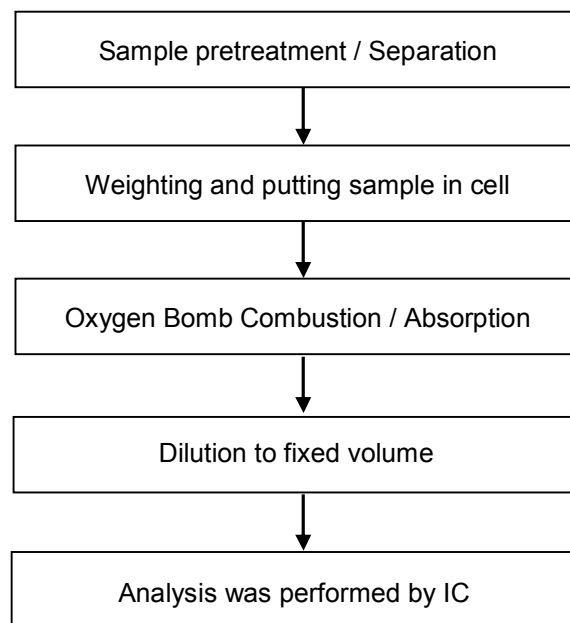 Sample pretreatment / Separation
Weighting and putting sample in cell
Oxygen Bomb Combustion / Absorption
Dilution to fixed volume
Analysis was performed by IC